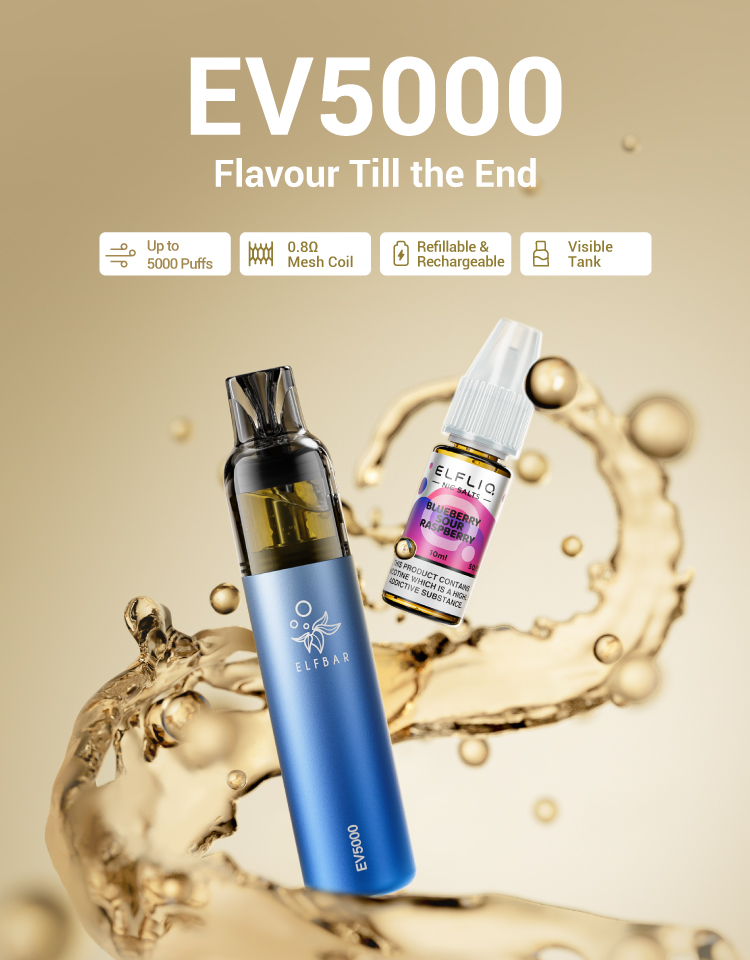 EV5000
Flavour Till the End
Up to
5000 Puffs
0.8Ω
Mesh Coil
Refillable &
Rechargeable
Visible
Tank
ELFLIQ
NIC SALTS
BLUEBERRY
SOUR
RASPBERRY
10ml
THIS PRODUCT CONTAINS
NICOTINE WHICH IS A HIGHLY
ADDICTIVE SUBSTANCE
ELFBAR
EV5000